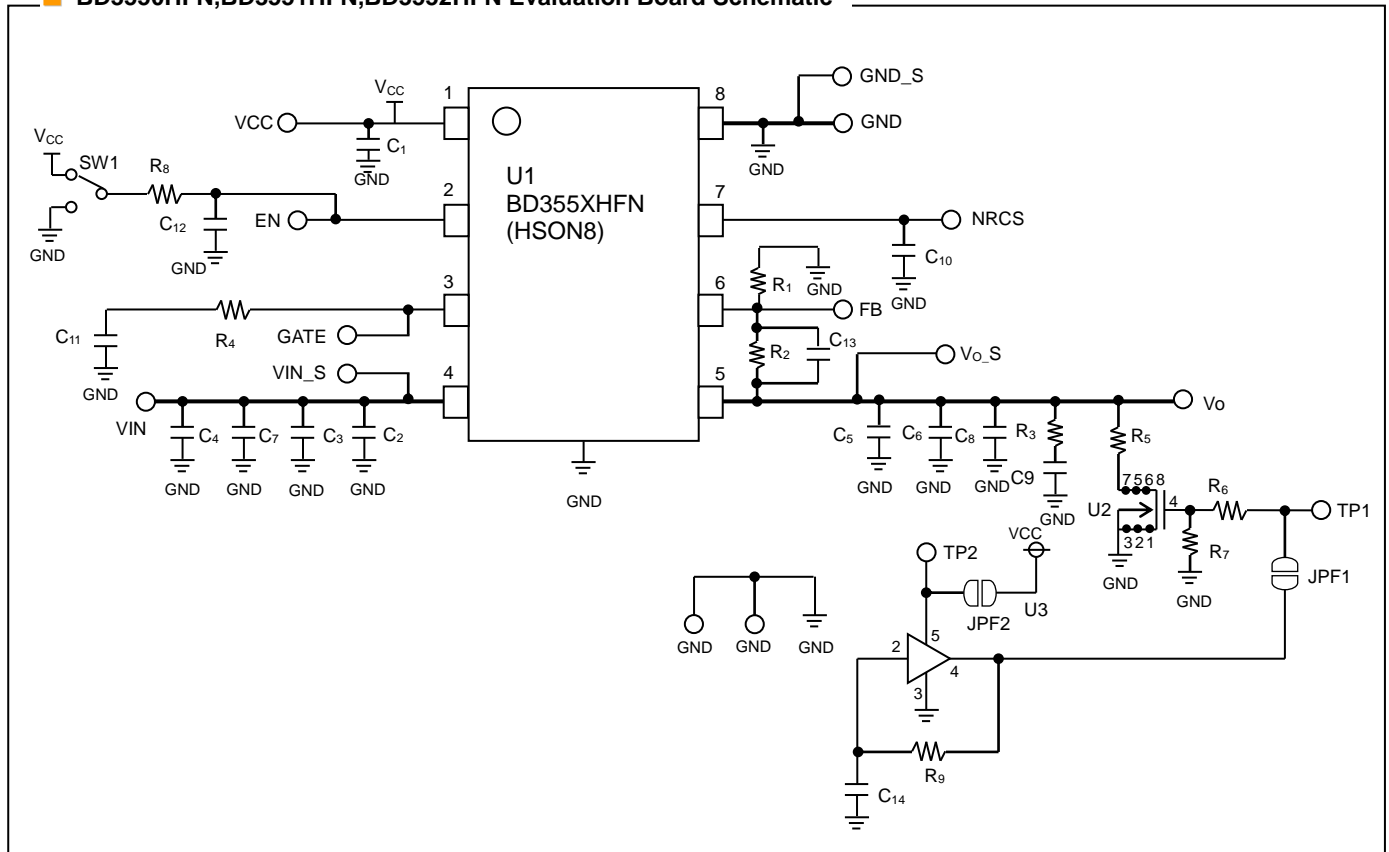 BD3550HFN,BD3551HFN,BD3552HFN Evaluation Board Schematic
GND_S
GND
GND
VCC
VCC
C1
GND
1
8
VCC
SW1
R8
C12
EN
GND
GND
2
U1
BD355XHFN
(HSON8)
7
NRCS
C10
GND
3
6
R1
GND
FB
R4
GATE
C11
GND
R2
C13
VIN_S
4
5
VO_S
VIN
Vo
C4
C7
C3
C2
GND
GND
GND
GND
GND
C5
C6
C8
R3
C9
GND
GND
GND
GND
R5
7568
U2
4
321
GND
R6
R7
GND
TP1
JPF1
TP2
VCC
JPF2
U3
GND
GND
GND
2
5
4
3
R9
C14